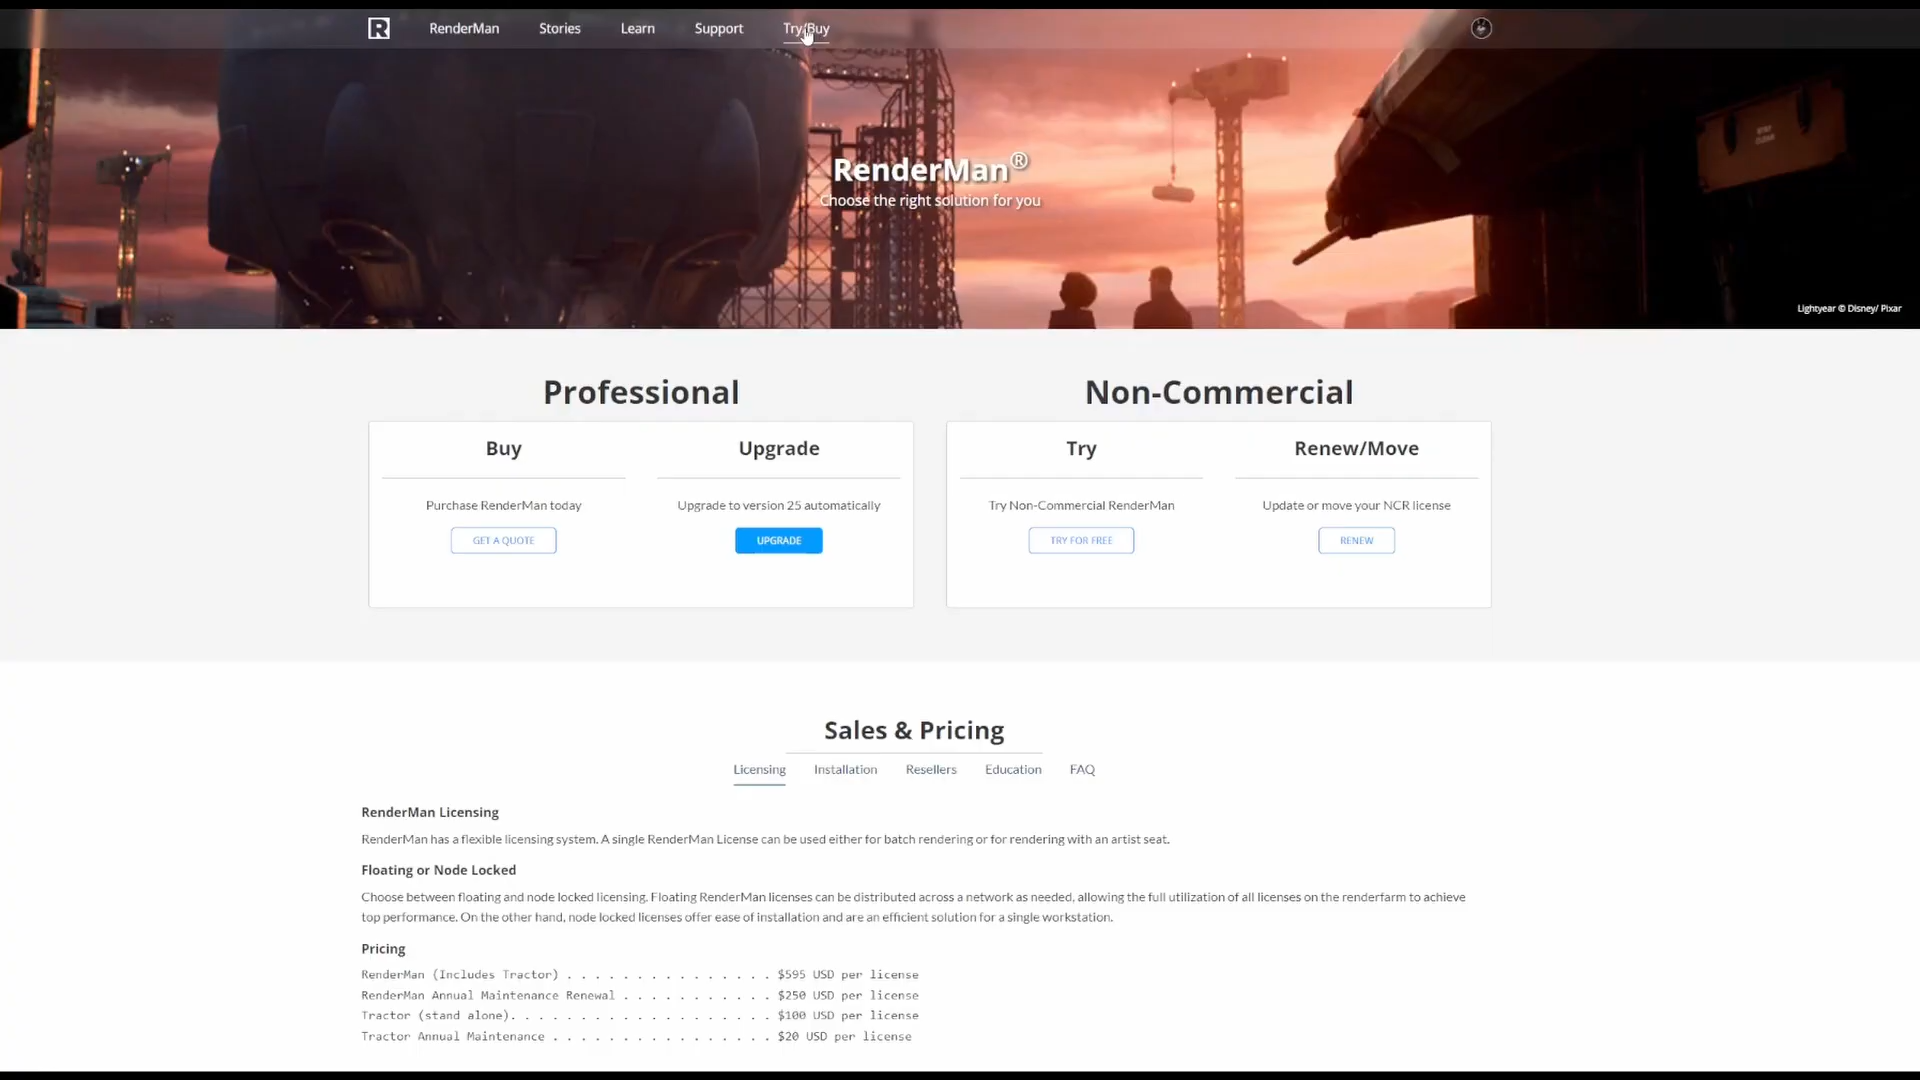 R RenderMan Stories Learn Support Try/Buy
STAY
CLEAR
RenderMan®
Choose the right solution for you
Lightyear © Disney/ Pixar
Professional
Buy
Purchase RenderMan today
GET A QUOTE
Upgrade
Upgrade to version 25 automatically
UPGRADE
Non-Commercial
Try
Try Non-Commercial RenderMan
TRY FOR FREE
Renew/Move
Update or move your NCR license
RENEW
Sales & Pricing
Licensing Installation Resellers Education FAQ
RenderMan Licensing
RenderMan has a flexible licensing system. A single RenderMan License can be used either for batch rendering or for rendering with an artist seat.
Floating or Node Locked
Choose between floating and node locked licensing. Floating RenderMan licenses can be distributed across a network as needed, allowing the full utilization of all licenses on the renderfarm to achieve
top performance. On the other hand, node locked licenses offer ease of installation and are an efficient solution for a single workstation.
Pricing
RenderMan (Includes Tractor) . . . . . . . . . . . . . . . $595 USD per license
RenderMan Annual Maintenance Renewal . . . . . . . . . . . $250 USD per license
Tractor (stand alone). . . . . . . . . . . . . . . . . . . $100 USD per license
Tractor Annual Maintenance . . . . . . . . . . . . . . . . $20 USD per license